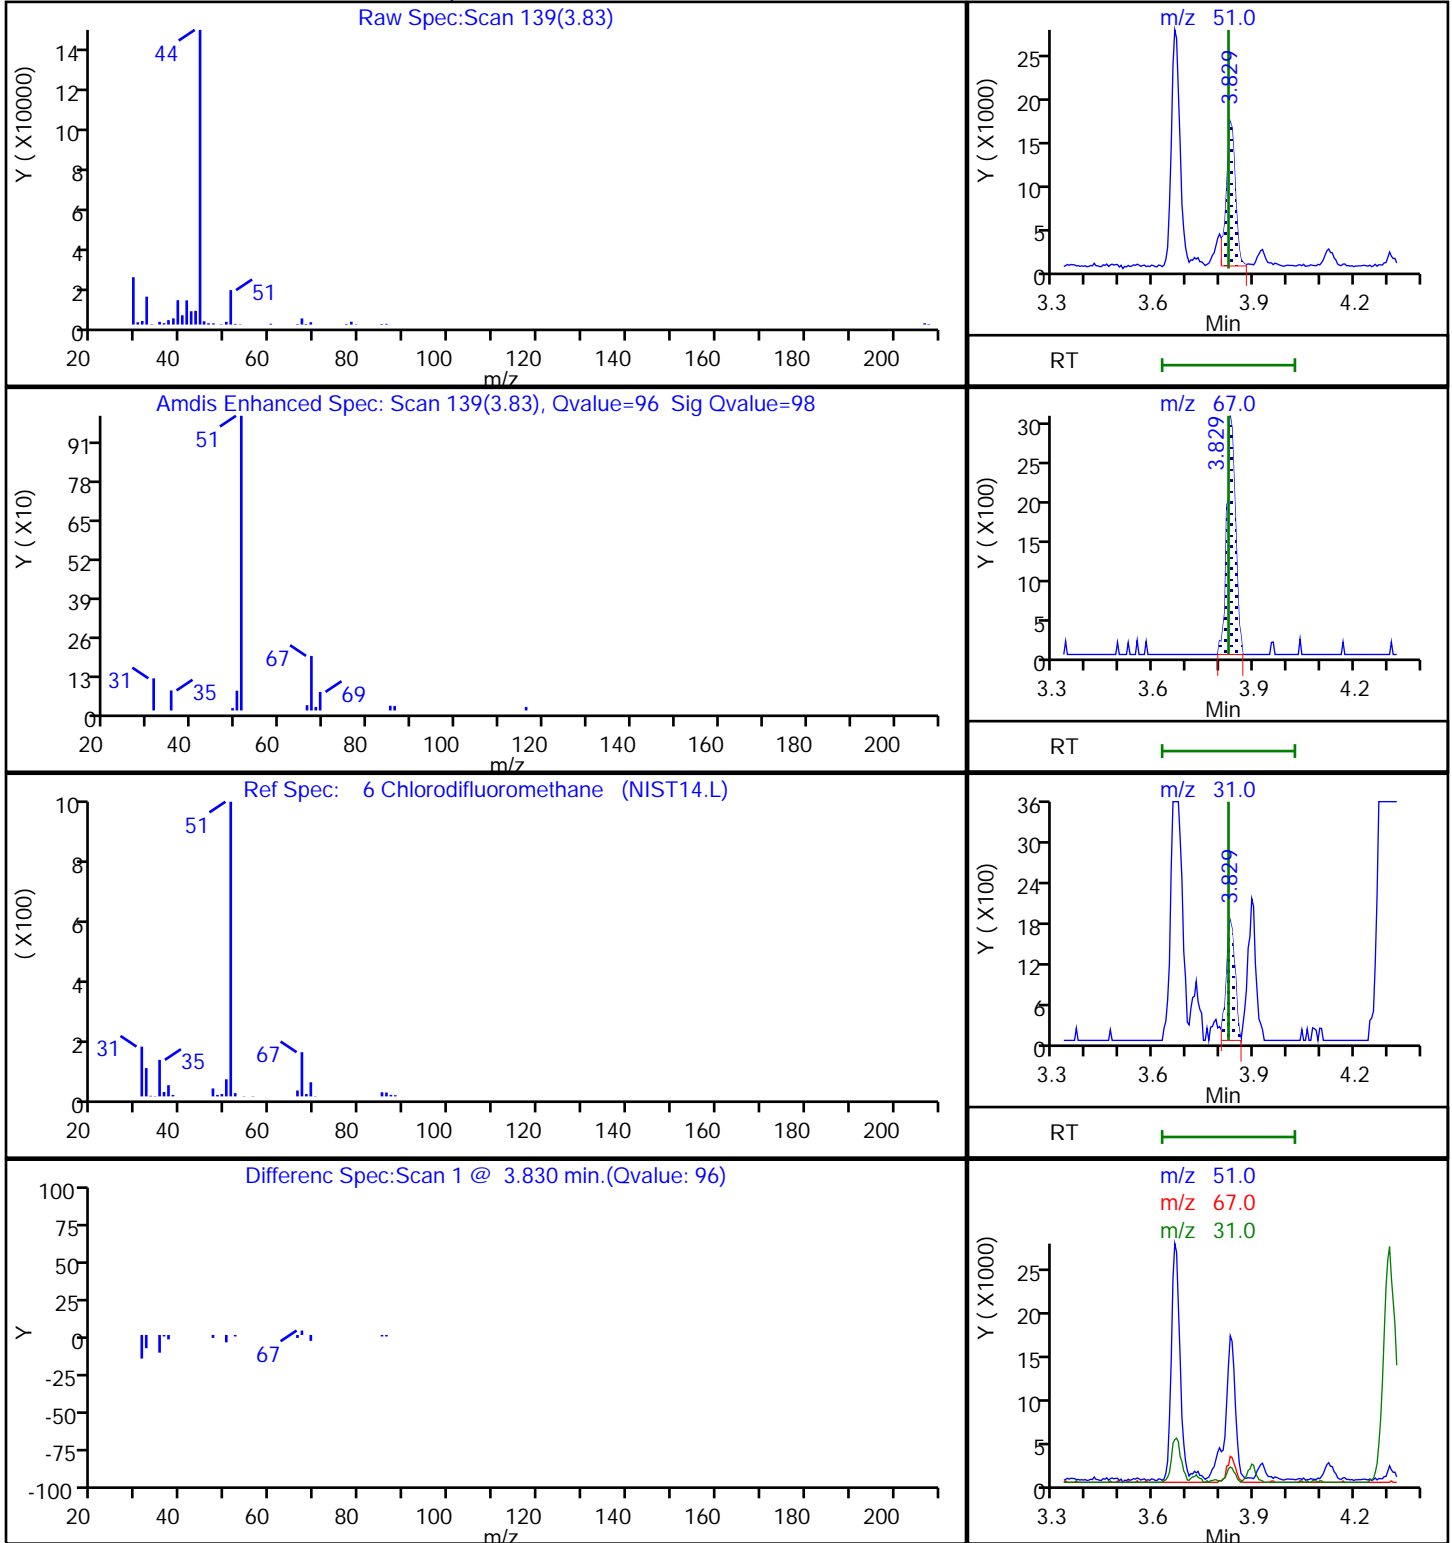 Raw Spec:Scan 139(3.83)
Y ( X10000)
14
12
10
8
6
4
2
0
44
51
20 40 60 80 100 120 140 160 180 200
m/z
m/z 51.0
Y ( X1000)
25
20
15
10
5
0
3.829
3.3 3.6 3.9 4.2
Min
RT
Amdis Enhanced Spec: Scan 139(3.83), Qvalue=96 Sig Qvalue=98
Y ( X10)
91
78
65
52
39
26
13
0
51
67
31
35
69
20 40 60 80 100 120 140 160 180 200
m/z
m/z 67.0
Y ( X100)
30
25
20
15
10
5
0
3.829
3.3 3.6 3.9 4.2
Min
RT
Ref Spec: 6 Chlorodifluoromethane (NIST14.L)
( X100)
10
8
6
4
2
0
51
31
35
67
20 40 60 80 100 120 140 160 180 200
m/z 31.0
Y ( X100)
36
30
24
18
12
6
0
3.829
3.3 3.6 3.9 4.2
Min
RT
Differenc Spec:Scan 1 @ 3.830 min.(Qvalue: 96)
Y
100
75
50
25
0
-25
-50
-75
-100
67
20 40 60 80 100 120 140 160 180 200
m/z
m/z 51.0
m/z 67.0
m/z 31.0
Y ( X1000)
25
20
15
10
5
0
3.3 3.6 3.9 4.2
Min